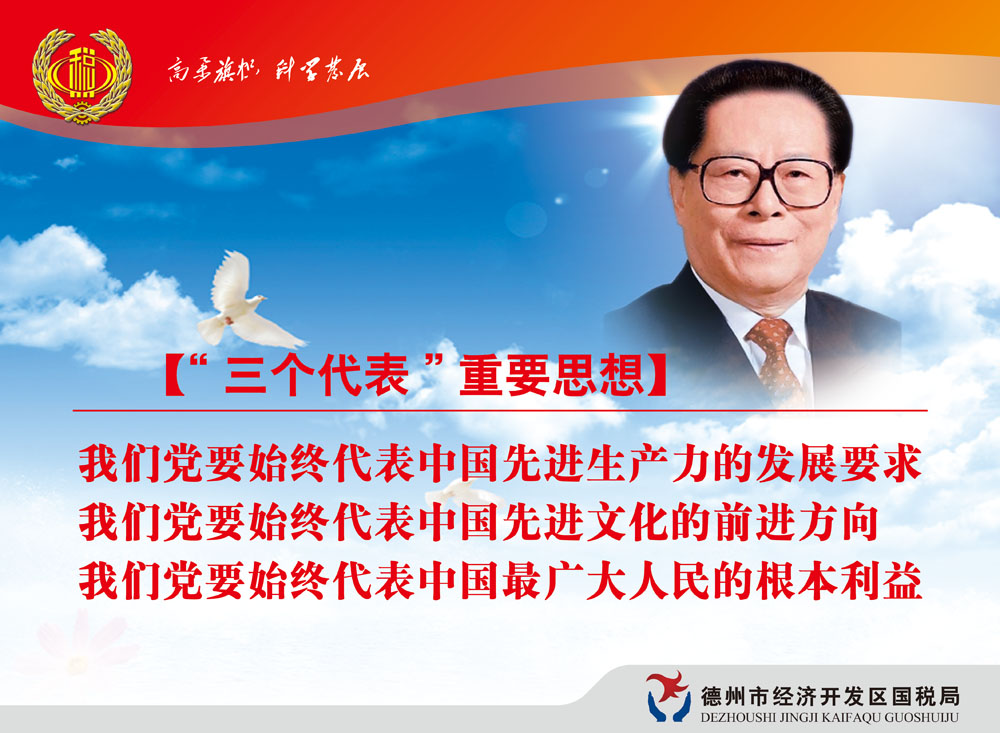 税
高举旗帜，科学发展
【“三个代表”重要思想】
我们党要始终代表中国先进生产力的发展要求
我们党要始终代表中国先进文化的前进方向
我们党要始终代表中国最广大人民的根本利益
德州市经济开发区国税局
DEZHOUSHI JINGJI KAIFAQU GUOSHUIJU